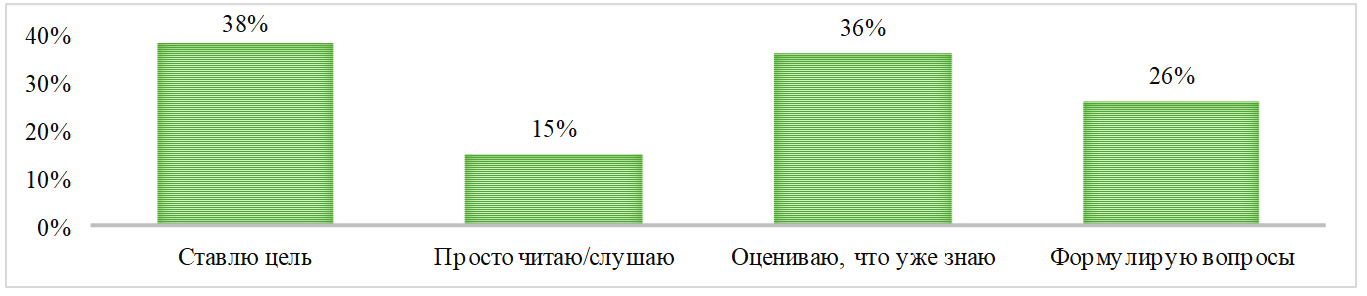 38%
36%
26%
15%
40%
30%
20%
10%
0%
Ставлю цель
Просто читаю/слушаю
Оцениваю, что уже знаю
Формулирую вопросы